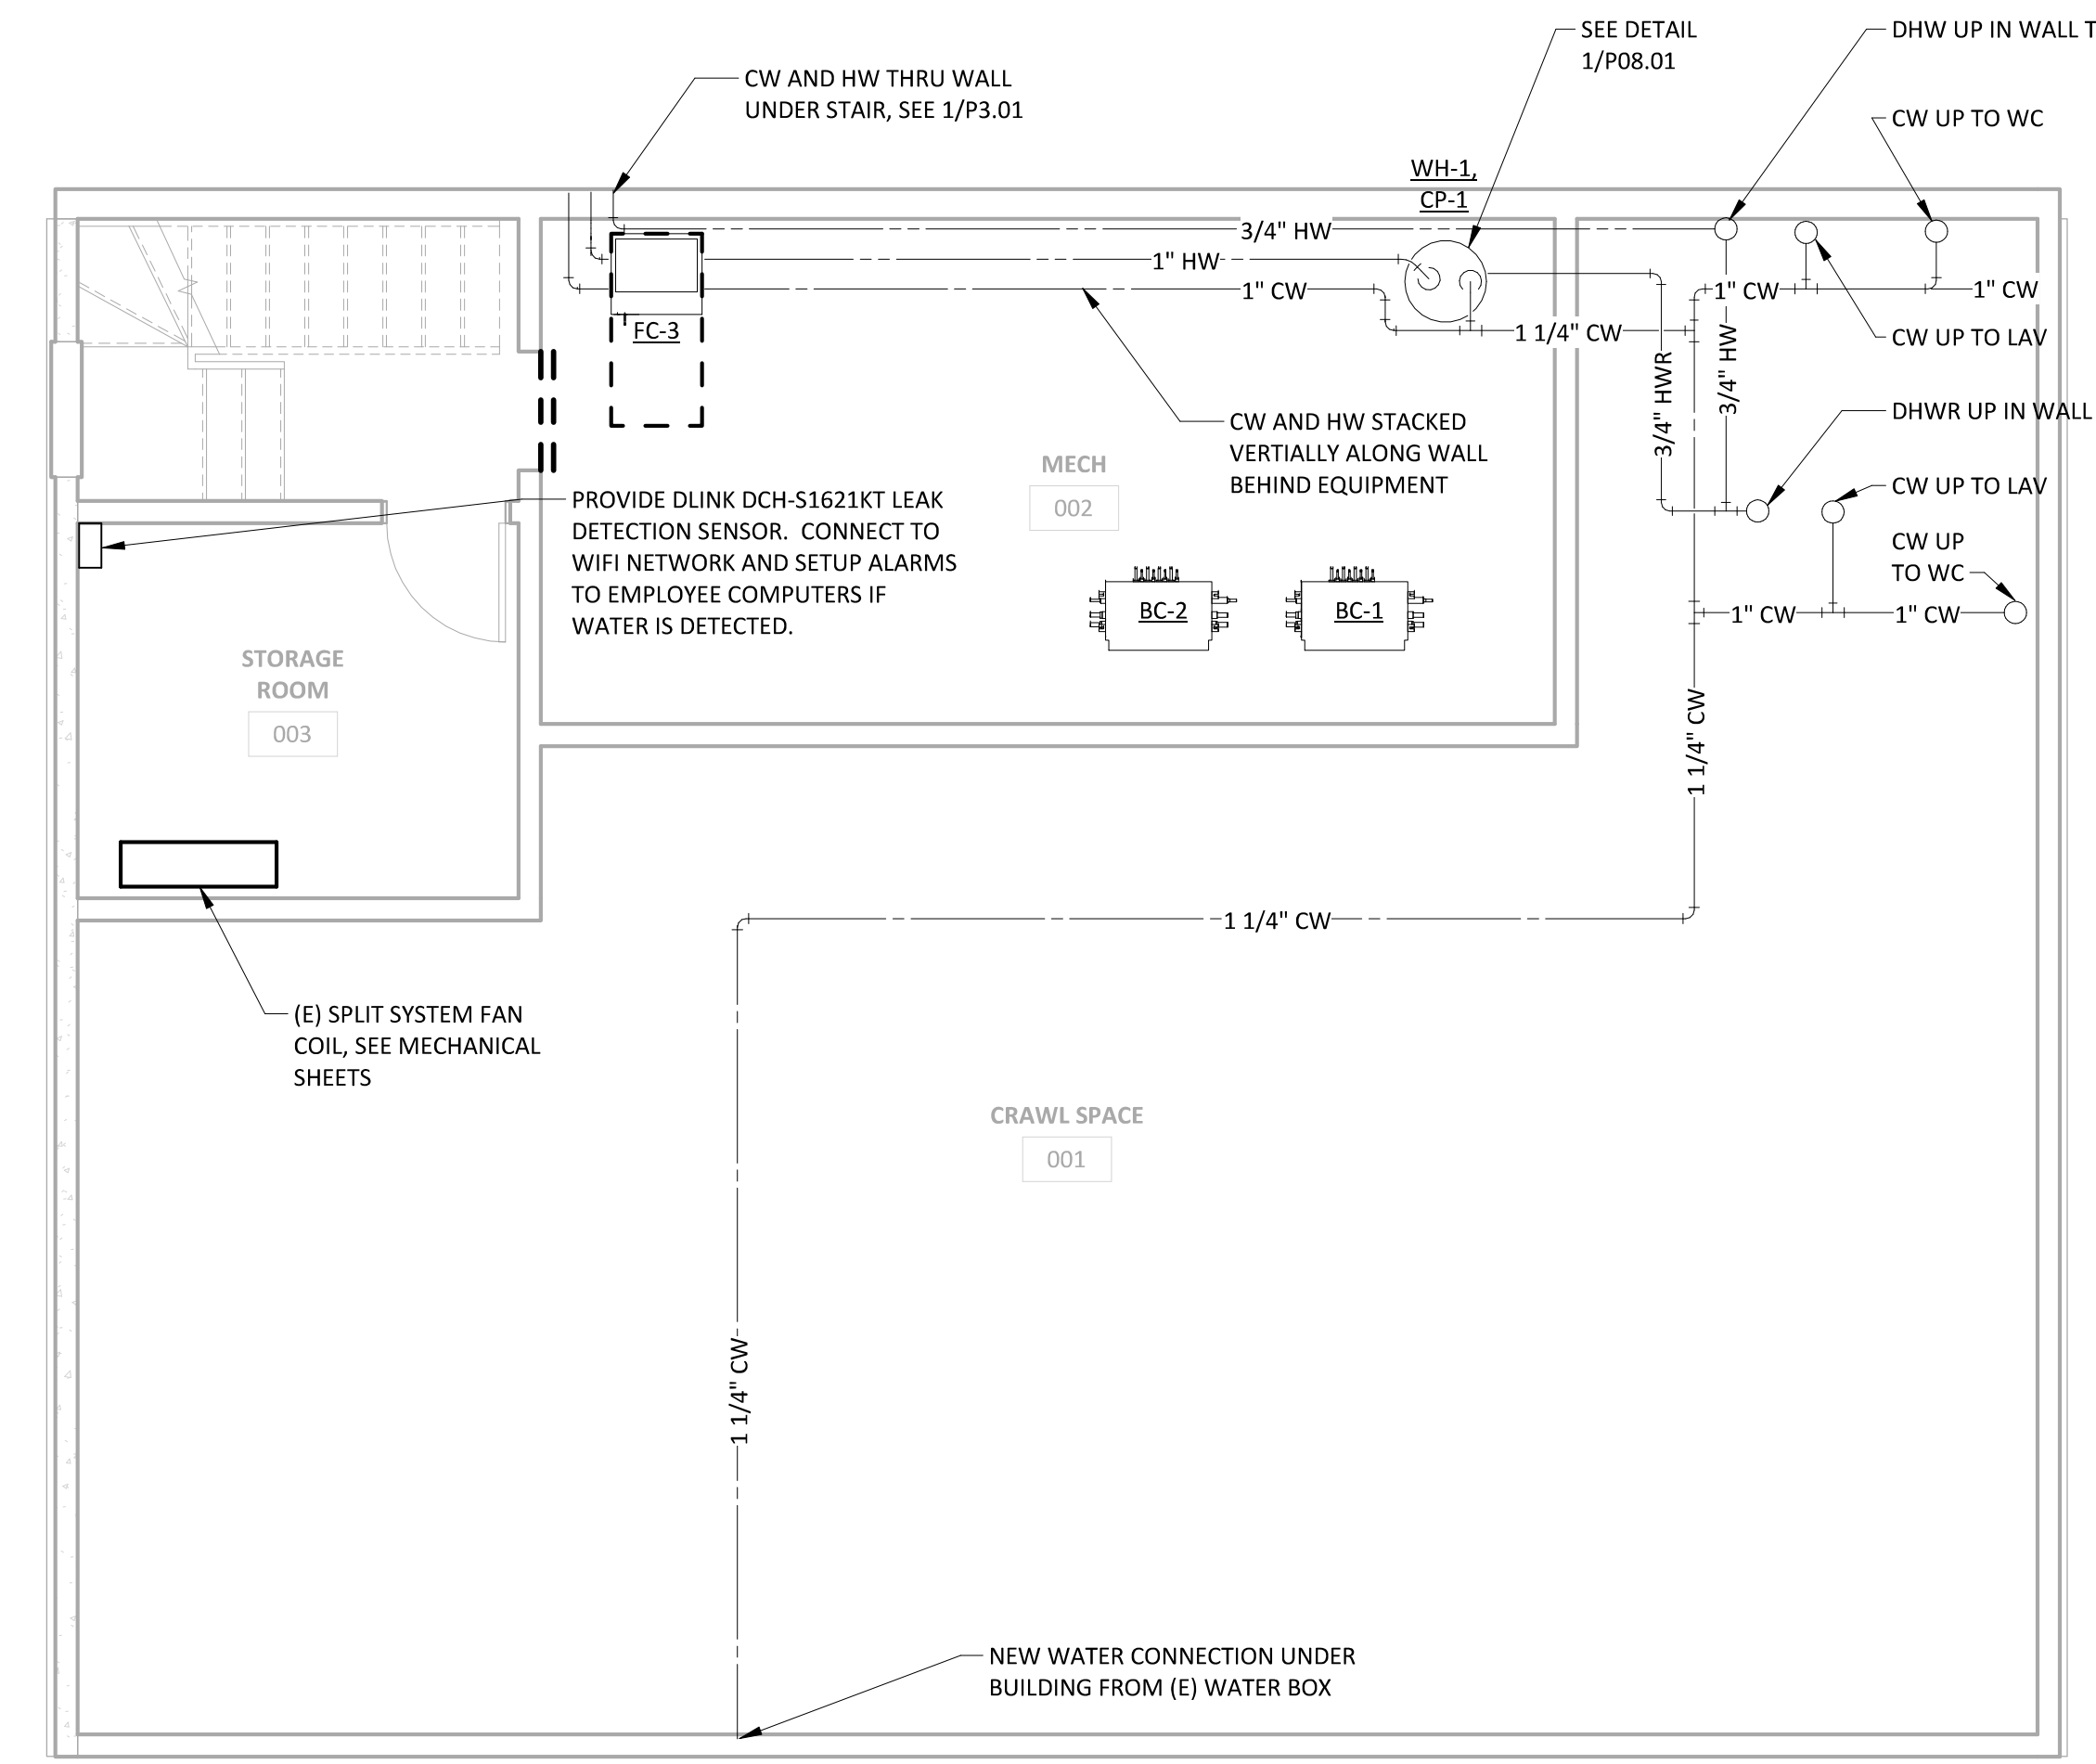 SEE DETAIL
1/P08.01
DHW UP IN WALL T
CW AND HW THRU WALL
UNDER STAIR, SEE 1/P3.01
CW UP TO WC
WH-1,
CP-1
3/4" HW
1" HW
1" CW
1" CW
1" CW
FC-3
1 1/4" CW
CW UP TO LAV
3/4" HWR
3/4" HW
DHWR UP IN WALL
CW AND HW STACKED
VERTIALLY ALONG WALL
BEHIND EQUIPMENT
MECH
002
CW UP TO LAV
PROVIDE DLINK DCH-S1621KT LEAK
DETECTION SENSOR. CONNECT TO
WIFI NETWORK AND SETUP ALARMS
TO EMPLOYEE COMPUTERS IF
WATER IS DETECTED.
CW UP
TO WC
BC-2
BC-1
1" CW
1" CW
STORAGE
ROOM
003
1 1/4" CW
1 1/4" CW
(E) SPLIT SYSTEM FAN
COIL, SEE MECHANICAL
SHEETS
CRAWL SPACE
001
1 1/4" CW
NEW WATER CONNECTION UNDER
BUILDING FROM (E) WATER BOX